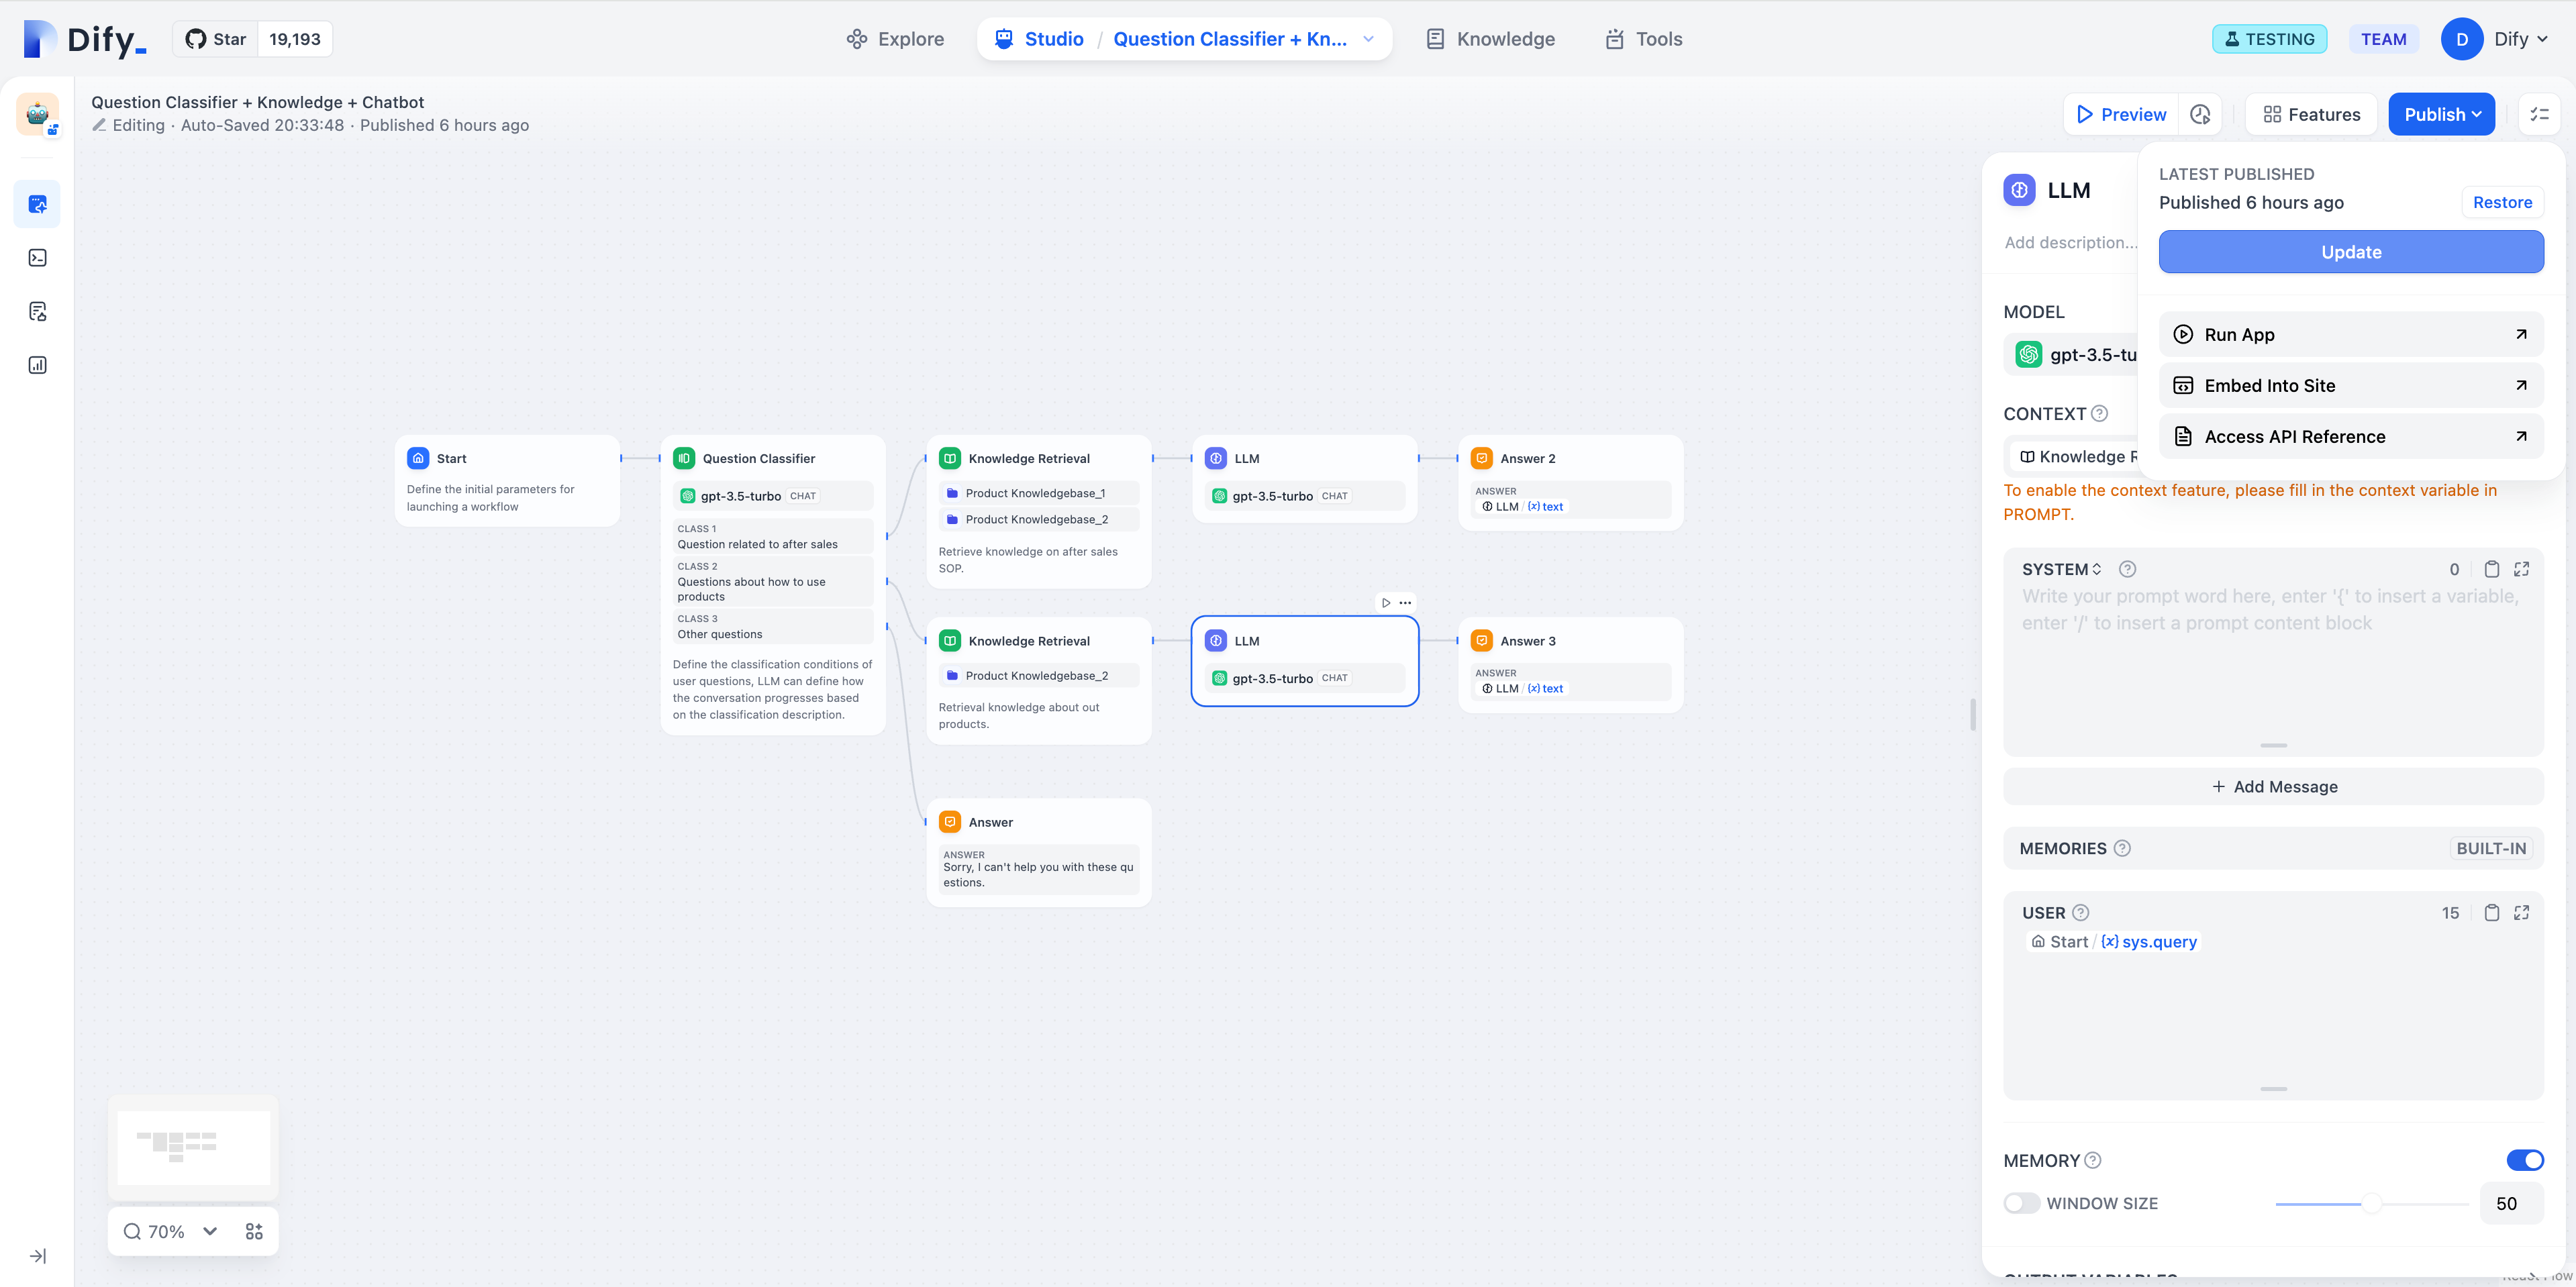 Dify_
Star 19,193
Explore
Studio / Question Classifier + Kn...
Knowledge
Tools
TESTING
TEAM
D Dify
Question Classifier + Knowledge + Chatbot
Editing · Auto-Saved 20:33:48 · Published 6 hours ago
Preview
Features
Publish
LATEST PUBLISHED
Published 6 hours ago
Restore
Update
Run App
Embed Into Site
Access API Reference
Start
Define the initial parameters for
launching a workflow
Question Classifier
gpt-3.5-turbo CHAT
CLASS 1
Question related to after sales
CLASS 2
Questions about how to use
products
CLASS 3
Other questions
Define the classification conditions of
user questions, LLM can define how
the conversation progresses based
on the classification description.
Knowledge Retrieval
Product Knowledgebase_1
Product Knowledgebase_2
Retrieve knowledge on after sales
SOP.
LLM
gpt-3.5-turbo CHAT
Answer 2
ANSWER
LLM / {x} text
Knowledge Retrieval
Product Knowledgebase_2
Retrieval knowledge about out
products.
LLM
gpt-3.5-turbo CHAT
Answer 3
ANSWER
LLM / {x} text
Answer
ANSWER
Sorry, I can't help you with these qu
estions.
70%
LLM
Add description...
MODEL
gpt-3.5-tu
CONTEXT
Knowledge R
To enable the context feature, please fill in the context variable in
PROMPT.
SYSTEM 0
Write your prompt word here, enter '{' to insert a variable,
enter '/' to insert a prompt content block
+ Add Message
MEMORIES BUILT-IN
USER 15
Start / {x} sys.query
MEMORY
WINDOW SIZE 50
OUTPUT VARIABLES
React Flow